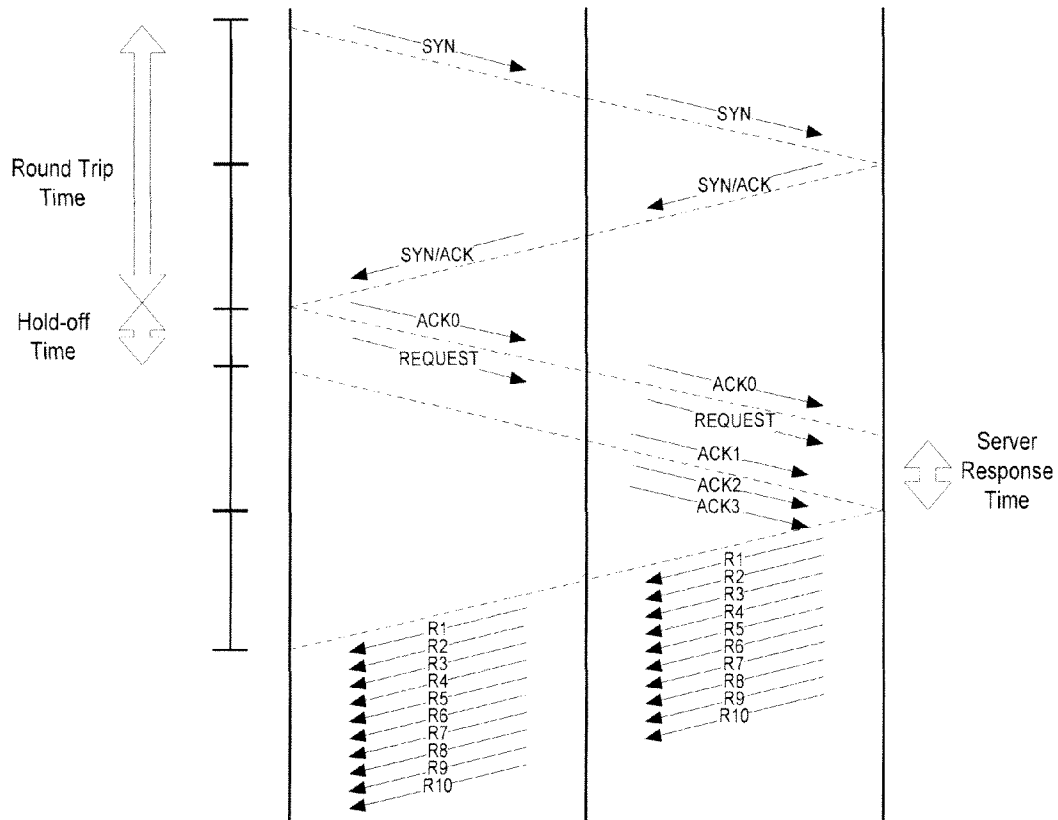 SYN
SYN
Round Trip
Time
SYN/ACK
SYN/ACK
Hold-off
Time
ACK0
REQUEST
ACK0
REQUEST
ACK1
ACK2
ACK3
Server
Response
Time
R1
R2
R3
R4
R5
R6
R7
R8
R9
R10
R1
R2
R3
R4
R5
R6
R7
R8
R9
R10